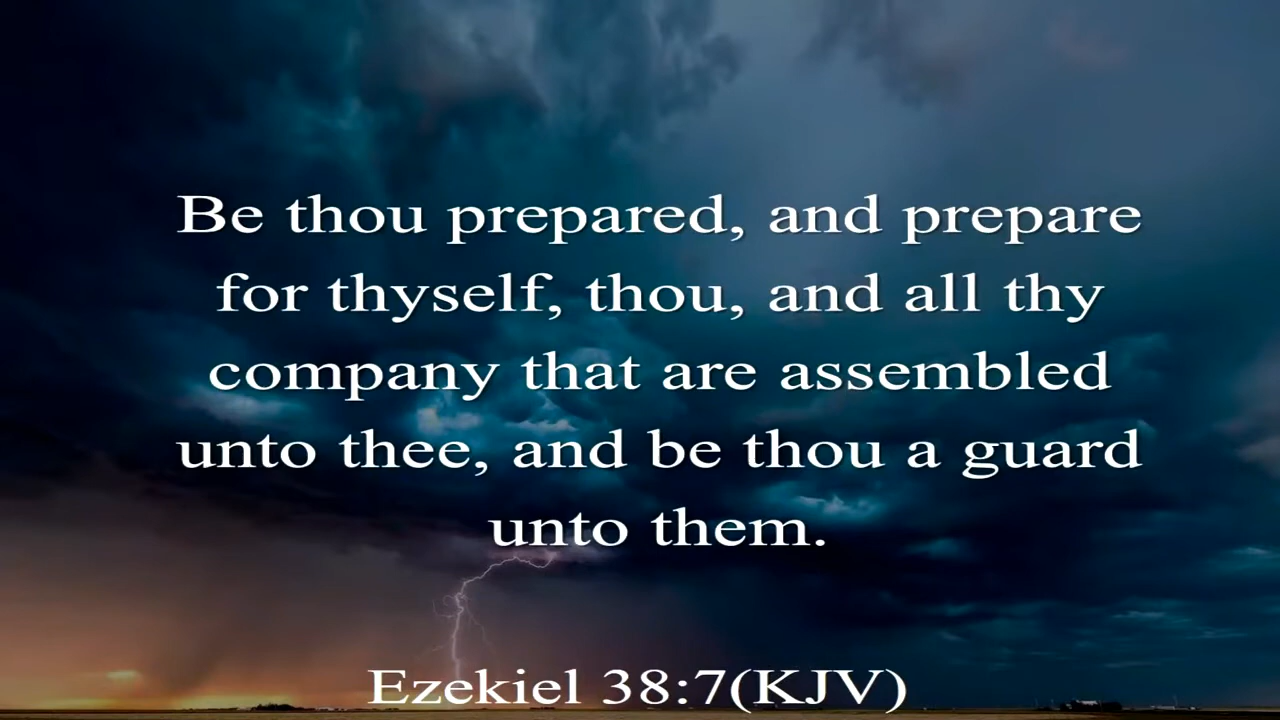 Be thou prepared, and prepare
for thyself, thou, and all thy
company that are assembled
unto thee, and be thou a guard
unto them.
Ezekiel 38:7(KJV)